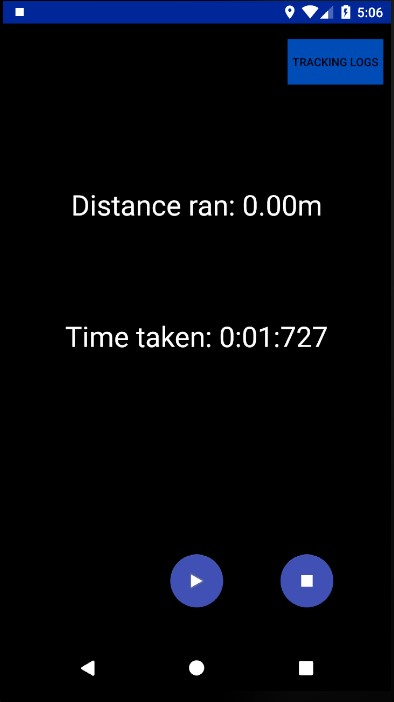 5:06
TRACKING LOGS
Distance ran: 0.00m
Time taken: 0:01:727